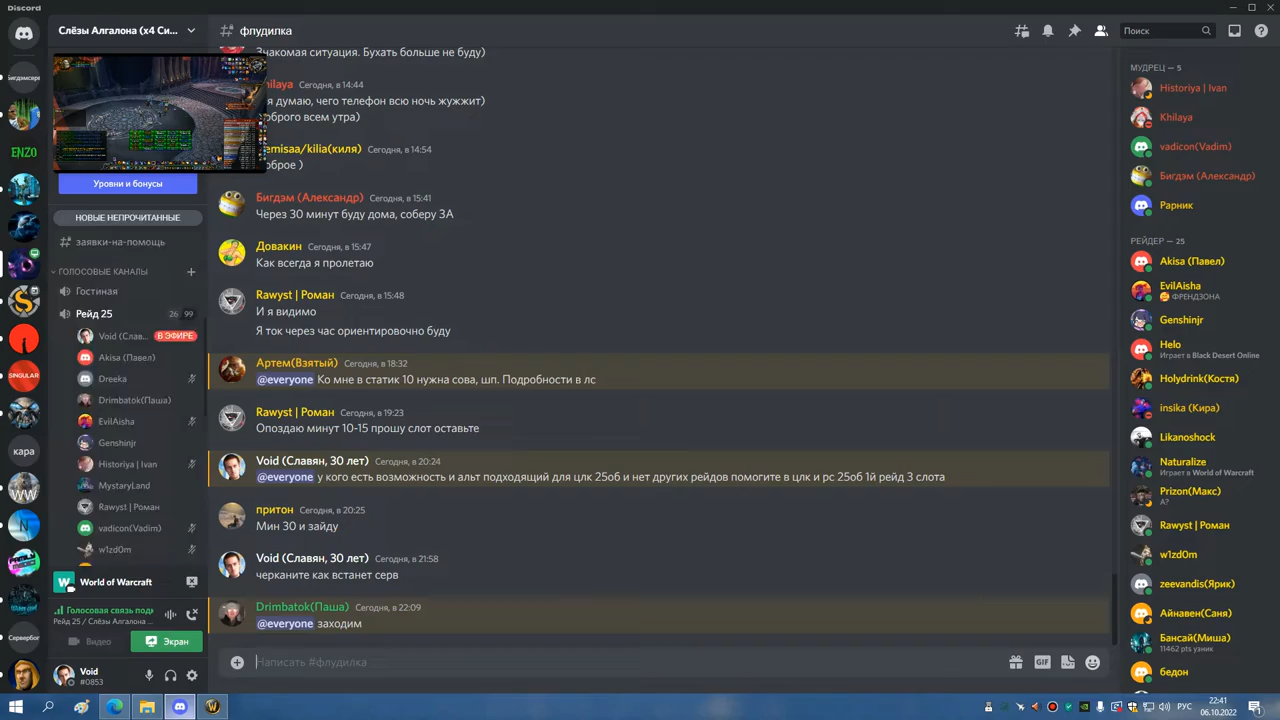 Discord
Слёзы Алгалона (x4 Си...
флудилка
Поиск
Знакомая ситуация. Бухать больше не буду)
Сегодня, в 14:44
думаю, чего телефон всю ночь жужжит)
оброго всем утра)
emisaa/kilia(киля) Сегодня, в 14:54
оброе )
Бигдэм (Александр) Сегодня, в 15:41
Через 30 минут буду дома, соберу ЗА
Довакин Сегодня, в 15:47
Как всегда я пролетаю
Rawyst | Роман Сегодня, в 15:48
И я видимо
Я ток через час ориентировочно буду
Артем(Взятый) Сегодня, в 18:32
@everyone Ко мне в статик 10 нужна сова, шп. Подробности в лс
Rawyst | Роман Сегодня, в 19:23
Опоздаю минут 10-15 прошу слот оставьте
Void (Славян, 30 лет) Сегодня, в 20:24
@everyone у кого есть возможность и альт подходящий для цлк 25об и нет других рейдов помогите в цлк и рс 25об 1й рейд 3 слота
притон Сегодня, в 20:25
Мин 30 и зайду
Void (Славян, 30 лет) Сегодня, в 21:58
черканите как встанет серв
Drimbatok(Паша) Сегодня, в 22:09
@everyone заходим
Написать #флудилка
GIF
Бигдэмсерв
ENZO
SINGULAR
кара
WW
Сервербог
Уровни и бонусы
НОВЫЕ НЕПРОЧИТАННЫЕ
заявки-на-помощь
ГОЛОСОВЫЕ КАНАЛЫ
Гостиная
Рейд 25 26 99
Void (Слав... В ЭФИРЕ
Akisa (Павел)
Dreeka
Drimbatok(Паша)
EvilAisha
Genshinjr
Historiya | Ivan
MystaryLand
Rawyst | Роман
vadicon(Vadim)
w1zd0m
World of Warcraft
Голосовая связь подк
Рейд 25 / Слёзы Алгалона ...
Видео
Экран
Void
#0853
МУДРЕЦ — 5
Historiya | Ivan
Khilaya
vadicon(Vadim)
Бигдэм (Александр)
Рарник
РЕЙДЕР — 25
Akisa (Павел)
EvilAisha
ФРЕНДЗОНА
Genshinjr
Helo
Играет в Black Desert Online
Holydrink(Костя)
insika (Кира)
Likanoshock
Naturalize
Играет в World of Warcraft
Prizon(Макс)
А?
Rawyst | Роман
w1zd0m
zeevandis(Ярик)
Айнавен(Саня)
Бансай(Миша)
11462 pts узник
бедон
РУС
22:41
06.10.2022